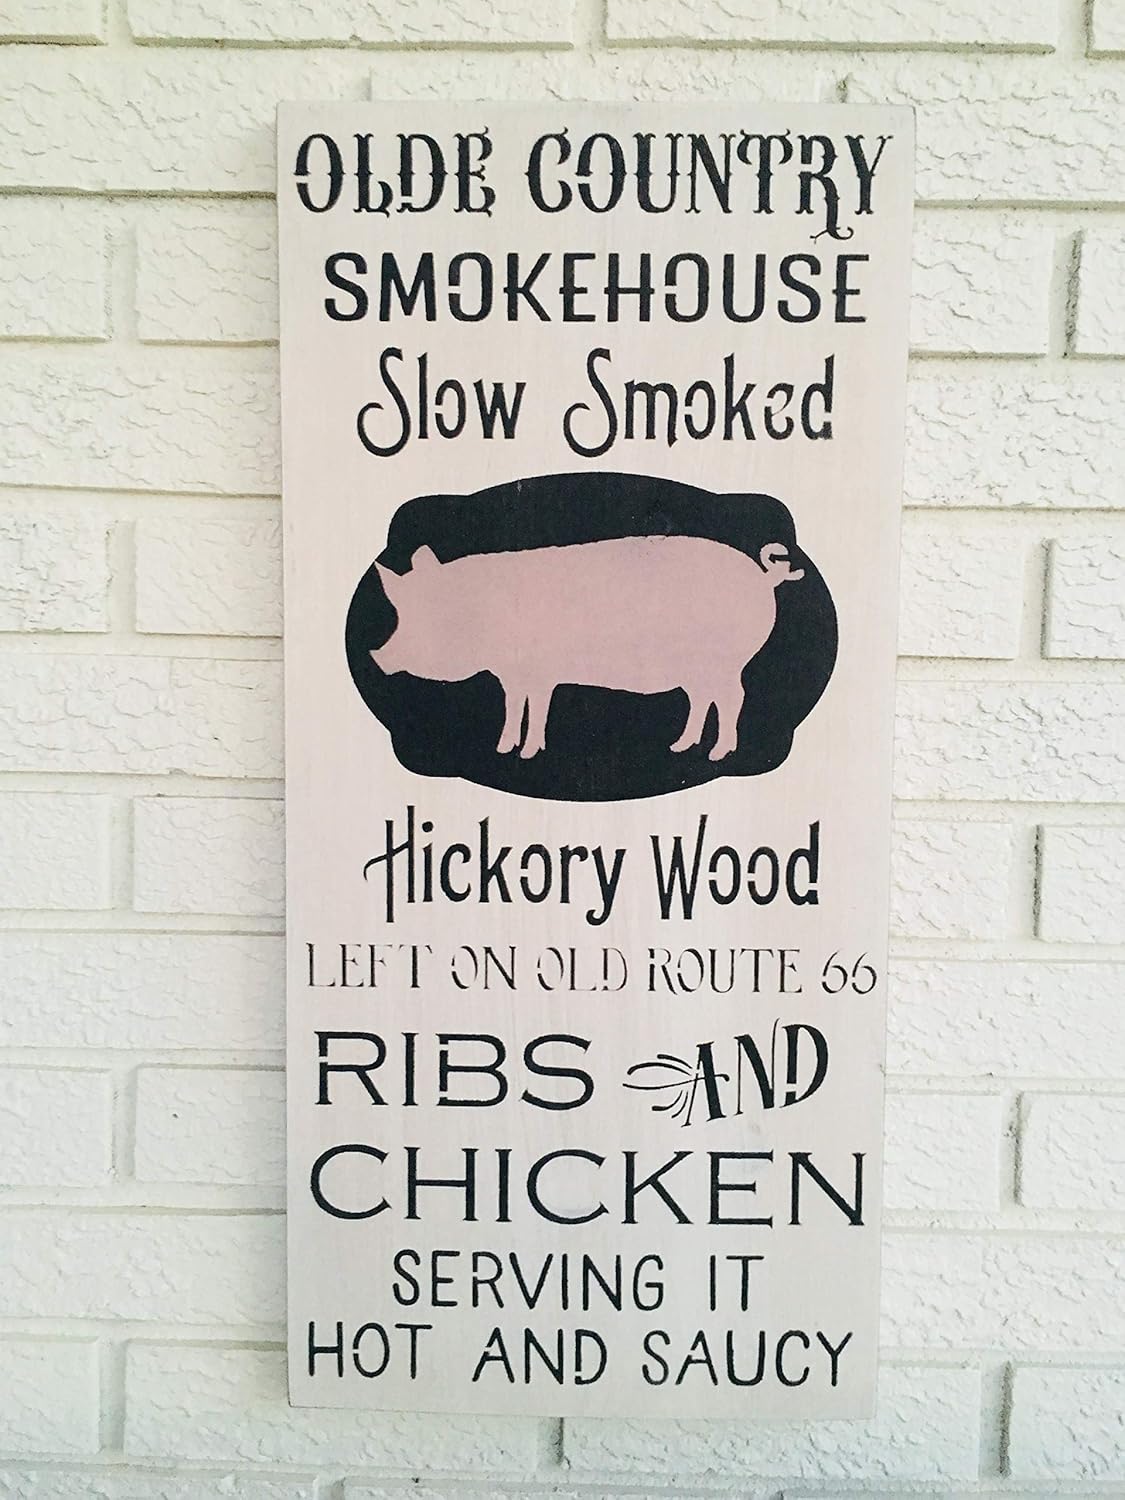 OLDE COUNTRY
SMOKEHOUSE
Slow Smoked
Hickory Wood
LEFT ON OLD ROUTE 66
RIBS AND
CHICKEN
SERVING IT
HOT AND SAUCY